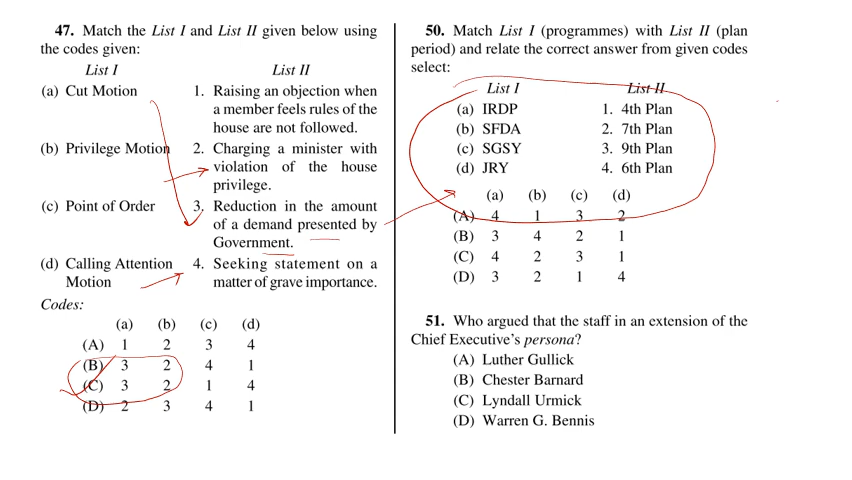 47. Match the List I and List II given below using
the codes given:
List I List II
(a) Cut Motion 1. Raising an objection when
a member feels rules of the
house are not followed.
(b) Privilege Motion 2. Charging a minister with
violation of the house
privilege.
(c) Point of Order 3. Reduction in the amount
of a demand presented by
Government.
(d) Calling Attention 4. Seeking statement on a
Motion matter of grave importance.
Codes:
(a) (b) (c) (d)
(A) 1 2 3 4
(B) 3 2 4 1
(C) 3 2 1 4
(D) 2 3 4 1
50. Match List I (programmes) with List II (plan
period) and relate the correct answer from given codes
select:
List I List II
(a) IRDP 1. 4th Plan
(b) SFDA 2. 7th Plan
(c) SGSY 3. 9th Plan
(d) JRY 4. 6th Plan
(a) (b) (c) (d)
(A) 4 1 3 2
(B) 3 4 2 1
(C) 4 2 3 1
(D) 3 2 1 4
51. Who argued that the staff in an extension of the
Chief Executive's persona?
(A) Luther Gullick
(B) Chester Barnard
(C) Lyndall Urmick
(D) Warren G. Bennis